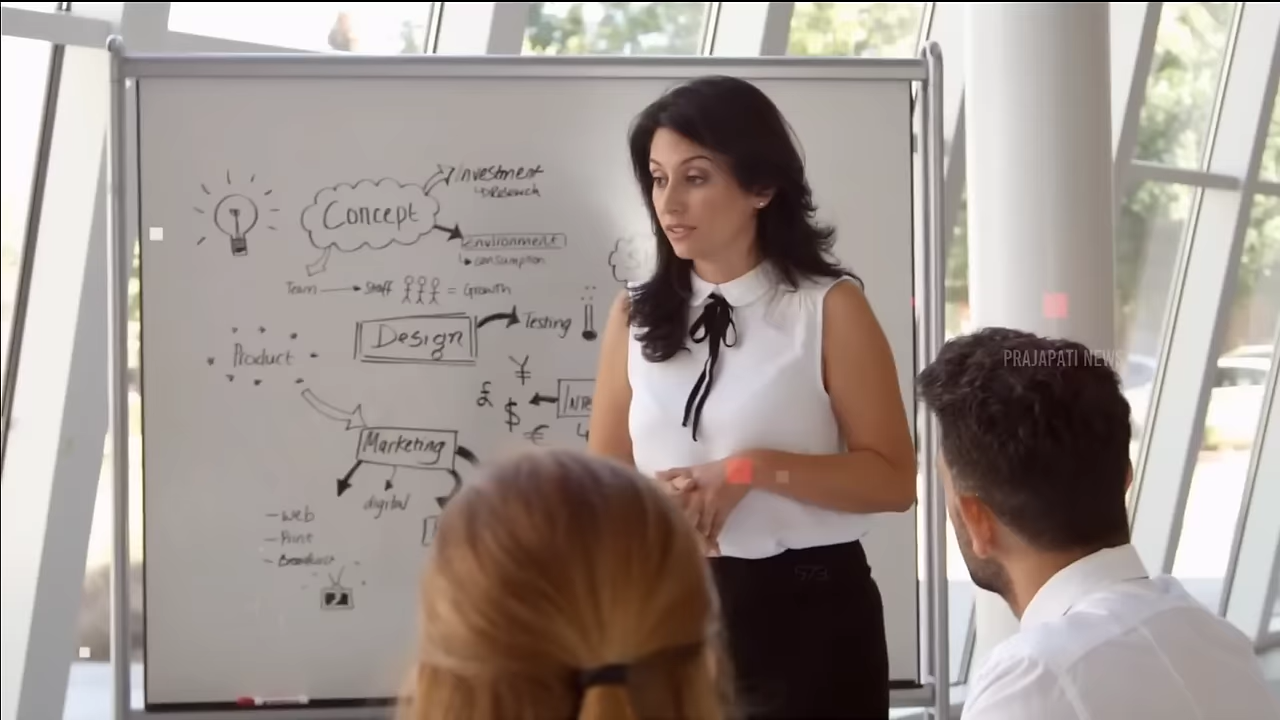 Investment
Research
Concept
Environment
consumption
Team
Staff
= Growth
Design
Testing
Product
PRAJAPATI NEWS
¥
£
$
€
Marketing
digital
- Web
- Print
- Broadcast